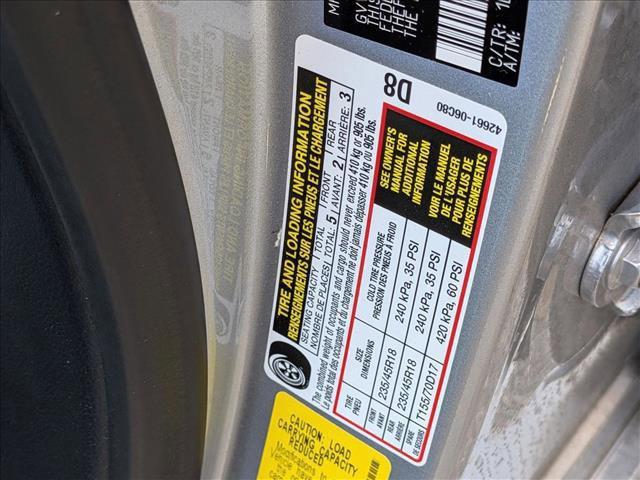 TIRE AND LOADING INFORMATION
RENSEIGNEMENTS SUR LES PNEUS ET LE CHARGEMENT
SEATING CAPACITY | TOTAL | FRONT | REAR
NOMBRE DE PLACES | TOTAL: 5 | AVANT: 2 | ARRIÈRE: 3
The combined weight of occupants and cargo should never exceed 410 kg or 905 lbs.
Le poids total des occupants et du chargement ne doit jamais dépasser 410 kg ou 905 lbs.
TIRE SIZE COLD TIRE PRESSURE
PNEU DIMENSIONS PRESSION DES PNEUS À FROID
FRONT
AVANT 235/45R18 240 kPa, 35 PSI
REAR
ARRIÈRE 235/45R18 240 kPa, 35 PSI
SPARE
DE SECOURS T155/70D17 420 kPa, 60 PSI
SEE OWNER'S
MANUAL FOR
ADDITIONAL
INFORMATION
VOIR LE MANUEL
DE L'USAGER
POUR PLUS DE
RENSEIGNEMENTS
D8
42661-06C80
C/TR:
A/TM:
CAUTION: LOAD
CARRYING CAPACITY
REDUCED
Modifications